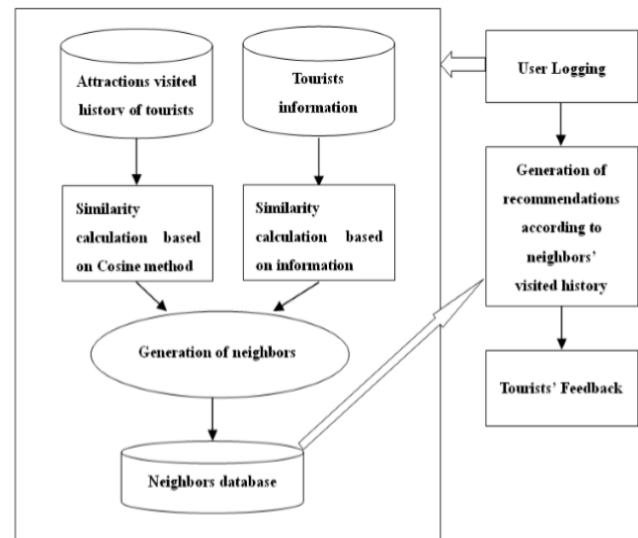 Attractions visited
history of tourists
Tourists
information
User Logging
Similarity
calculation based
on Cosine method
Similarity
calculation based
on information
Generation of
recommendations
according to
neighbors'
visited history
Generation of neighbors
Tourists' Feedback
Neighbors database